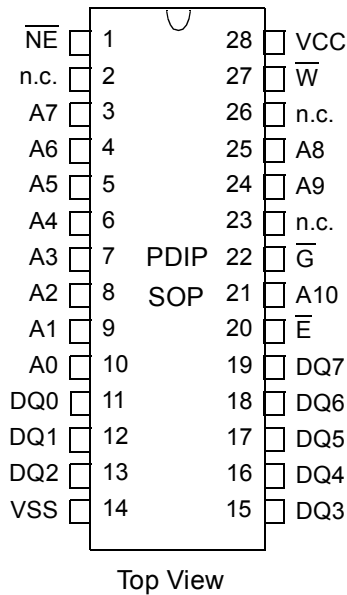 N̅E̅ 1 28 VCC
n.c. 2 27 W̅
A7 3 26 n.c.
A6 4 25 A8
A5 5 24 A9
A4 6 23 n.c.
A3 7 PDIP 22 G̅
A2 8 SOP 21 A10
A1 9 20 E̅
A0 10 19 DQ7
DQ0 11 18 DQ6
DQ1 12 17 DQ5
DQ2 13 16 DQ4
VSS 14 15 DQ3
Top View